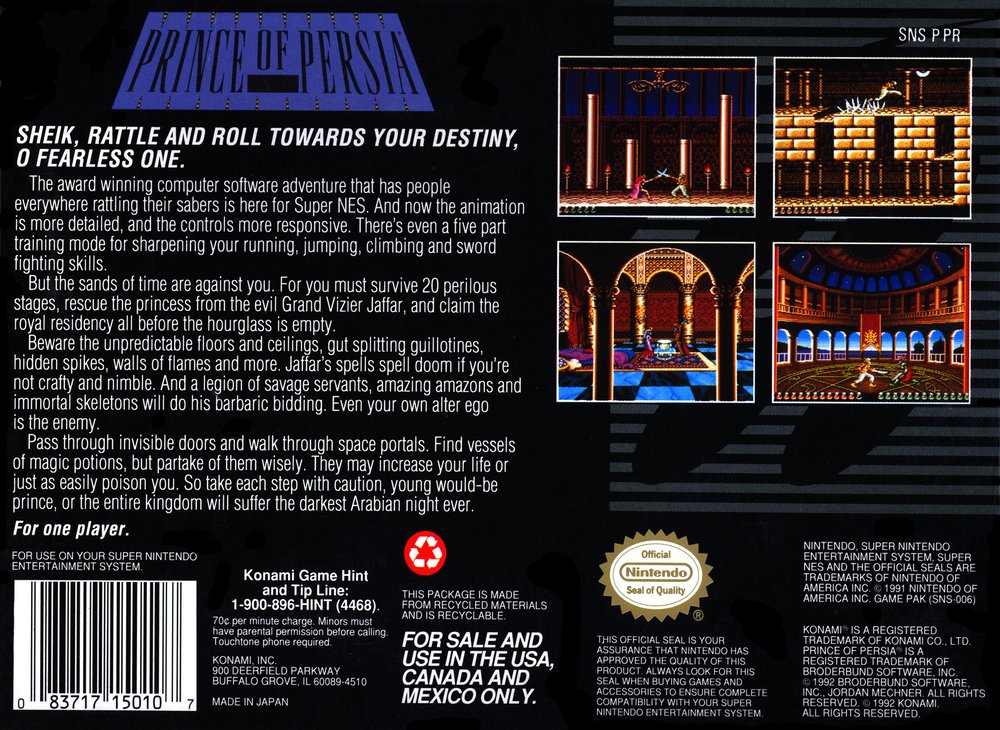 PRINCE OF PERSIA
SNS P PR
SHEIK, RATTLE AND ROLL TOWARDS YOUR DESTINY,
O FEARLESS ONE.
The award winning computer software adventure that has people
everywhere rattling their sabers is here for Super NES. And now the animation
is more detailed, and the controls more responsive. There's even a five part
training mode for sharpening your running, jumping, climbing and sword
fighting skills.
But the sands of time are against you. For you must survive 20 perilous
stages, rescue the princess from the evil Grand Vizier Jaffar, and claim the
royal residency all before the hourglass is empty.
Beware the unpredictable floors and ceilings, gut splitting guillotines,
hidden spikes, walls of flames and more. Jaffar's spells spell doom if you're
not crafty and nimble. And a legion of savage servants, amazing amazons and
immortal skeletons will do his barbaric bidding. Even your own alter ego
is the enemy.
Pass through invisible doors and walk through space portals. Find vessels
of magic potions, but partake of them wisely. They may increase your life or
just as easily poison you. So take each step with caution, young would-be
prince, or the entire kingdom will suffer the darkest Arabian night ever.
For one player.
FOR USE ON YOUR SUPER NINTENDO
ENTERTAINMENT SYSTEM.
0 83717 15010 7
Konami Game Hint
and Tip Line:
1-900-896-HINT (4468).
70¢ per minute charge. Minors must
have parental permission before calling.
Touchtone phone required.
KONAMI, INC.
900 DEERFIELD PARKWAY
BUFFALO GROVE, IL 60089-4510
MADE IN JAPAN
THIS PACKAGE IS MADE
FROM RECYCLED MATERIALS
AND IS RECYCLABLE.
FOR SALE AND
USE IN THE USA,
CANADA AND
MEXICO ONLY.
Official
Nintendo
Seal of Quality
®
THIS OFFICIAL SEAL IS YOUR
ASSURANCE THAT NINTENDO HAS
APPROVED THE QUALITY OF THIS
PRODUCT. ALWAYS LOOK FOR THIS
SEAL WHEN BUYING GAMES AND
ACCESSORIES TO ENSURE COMPLETE
COMPATIBILITY WITH YOUR SUPER
NINTENDO ENTERTAINMENT SYSTEM.
NINTENDO, SUPER NINTENDO
ENTERTAINMENT SYSTEM, SUPER
NES AND THE OFFICIAL SEALS ARE
TRADEMARKS OF NINTENDO OF
AMERICA INC. © 1991 NINTENDO OF
AMERICA INC. GAME PAK (SNS-006)
KONAMI® IS A REGISTERED
TRADEMARK OF KONAMI CO., LTD.
PRINCE OF PERSIA® IS A
REGISTERED TRADEMARK OF
BRODERBUND SOFTWARE, INC.
© 1992 BRODERBUND SOFTWARE,
INC., JORDAN MECHNER. ALL RIGHTS
RESERVED. © 1992 KONAMI.
ALL RIGHTS RESERVED.